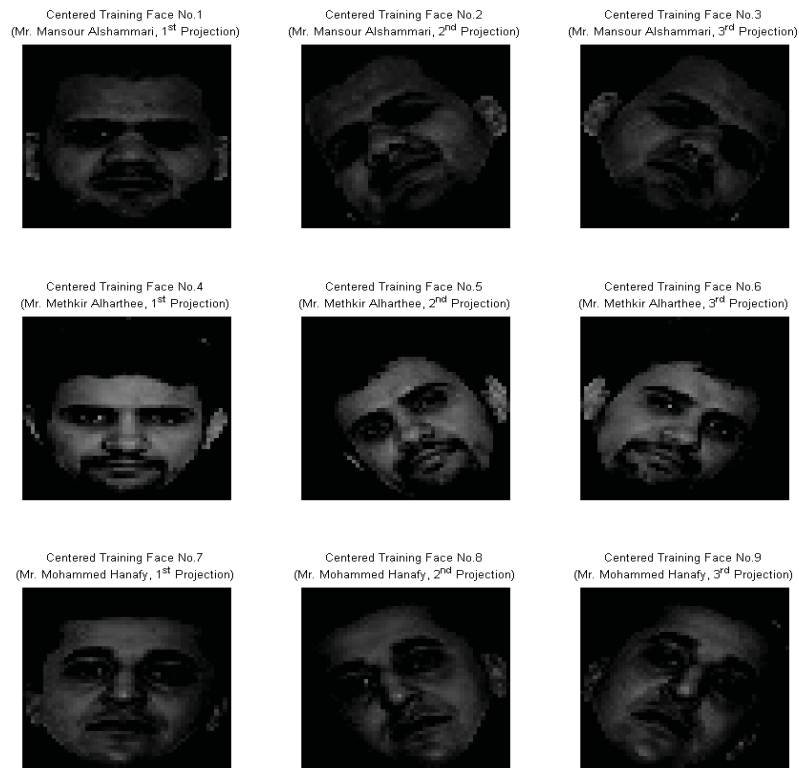 Centered Training Face No.1
(Mr. Mansour Alshammari, 1st Projection)
Centered Training Face No.2
(Mr. Mansour Alshammari, 2nd Projection)
Centered Training Face No.3
(Mr. Mansour Alshammari, 3rd Projection)
Centered Training Face No.4
(Mr. Methkir Alharthee, 1st Projection)
Centered Training Face No.5
(Mr. Methkir Alharthee, 2nd Projection)
Centered Training Face No.6
(Mr. Methkir Alharthee, 3rd Projection)
Centered Training Face No.7
(Mr. Mohammed Hanafy, 1st Projection)
Centered Training Face No.8
(Mr. Mohammed Hanafy, 2nd Projection)
Centered Training Face No.9
(Mr. Mohammed Hanafy, 3rd Projection)